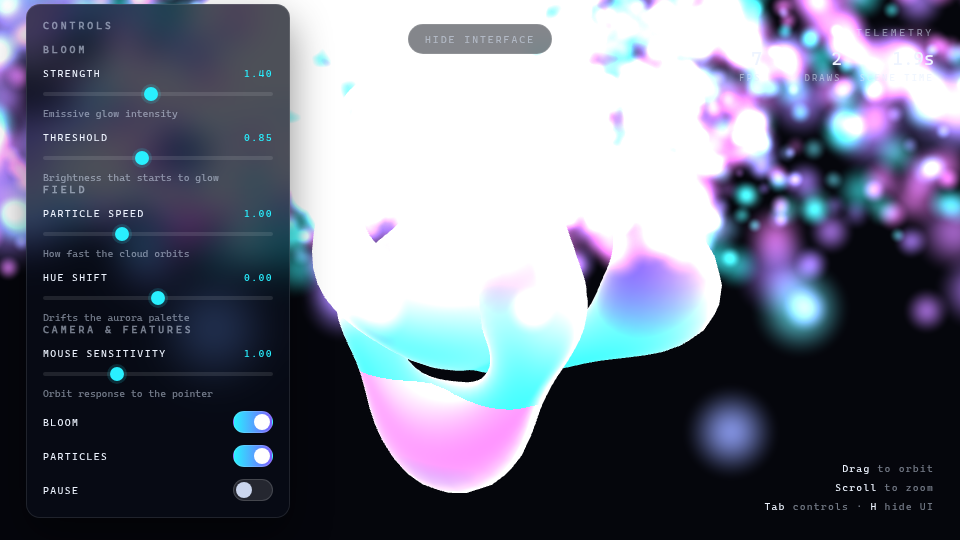 CONTROLS
BLOOM
STRENGTH 1.40
Emissive glow intensity
THRESHOLD 0.85
Brightness that starts to glow
FIELD
PARTICLE SPEED 1.00
How fast the cloud orbits
HUE SHIFT 0.00
Drifts the aurora palette
CAMERA & FEATURES
MOUSE SENSITIVITY 1.00
Orbit response to the pointer
BLOOM
PARTICLES
PAUSE
HIDE INTERFACE
TELEMETRY
DRAWS
Drag to orbit
Scroll to zoom
Tab controls · H hide UI